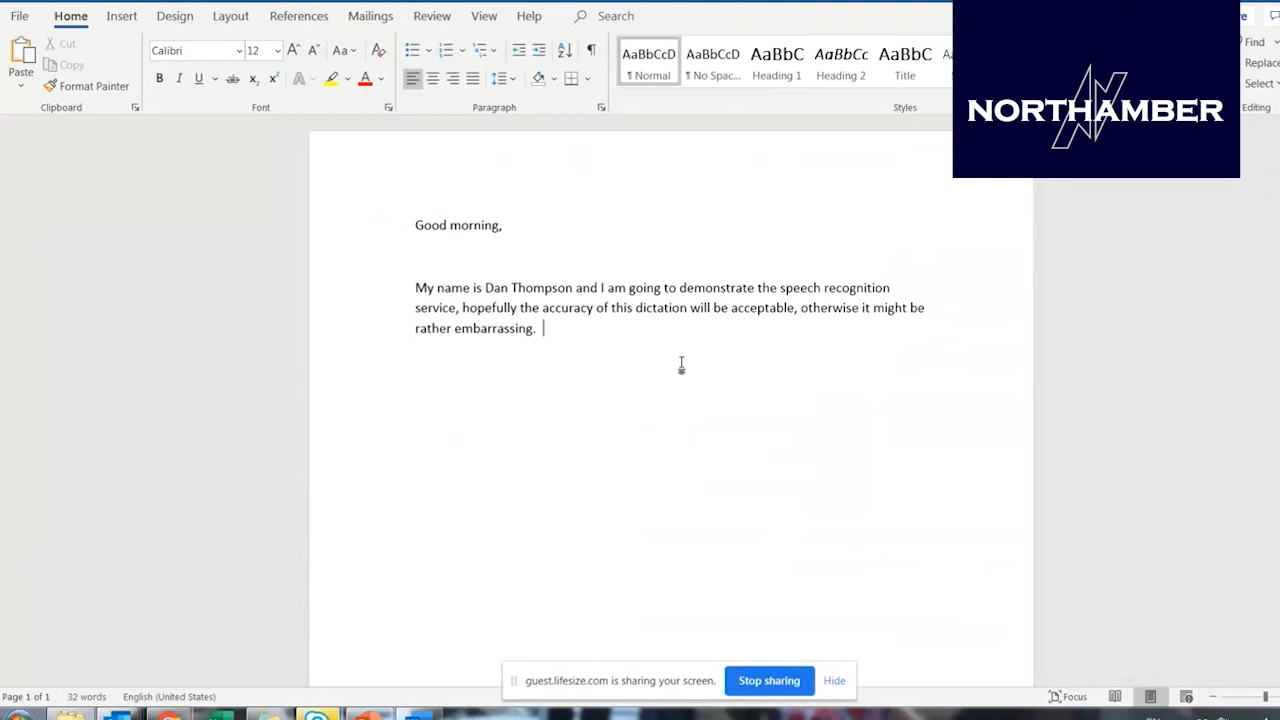 File Home Insert Design Layout References Mailings Review View Help Search
Paste
Cut
Copy
Format Painter
Clipboard
Calibri 12
Font
Paragraph
AaBbCcD AaBbCcD AaBbC AaBbCc AaBbC
¶ Normal ¶ No Spac... Heading 1 Heading 2 Title
Styles
Find
Replace
Select
Editing
NORTHAMBER
Good morning,
My name is Dan Thompson and I am going to demonstrate the speech recognition
service, hopefully the accuracy of this dictation will be acceptable, otherwise it might be
rather embarrassing.
guest.lifesize.com is sharing your screen. Stop sharing Hide
Page 1 of 1 32 words English (United States) Focus